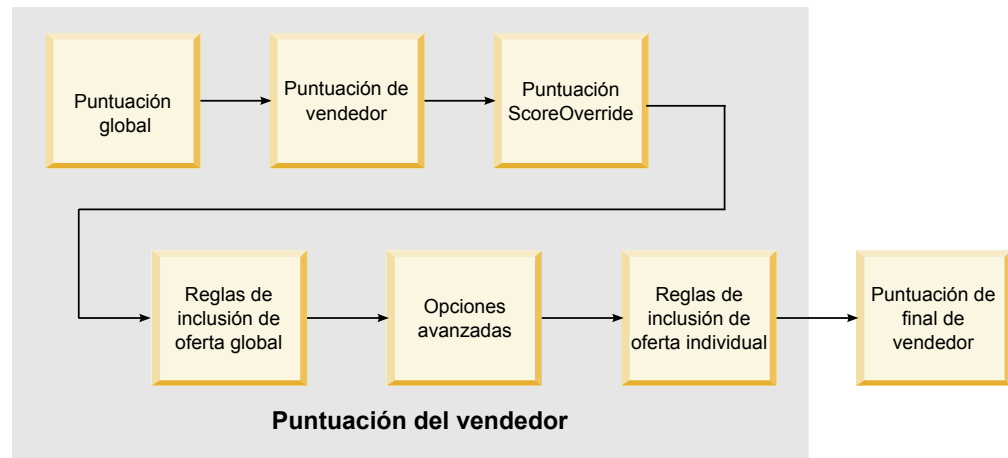 Puntuación
global
Puntuación de
vendedor
Puntuación
ScoreOverride
Reglas de
inclusión de
oferta global
Opciones
avanzadas
Reglas de
inclusión de
oferta individual
Puntuación de
final de
vendedor
Puntuación del vendedor